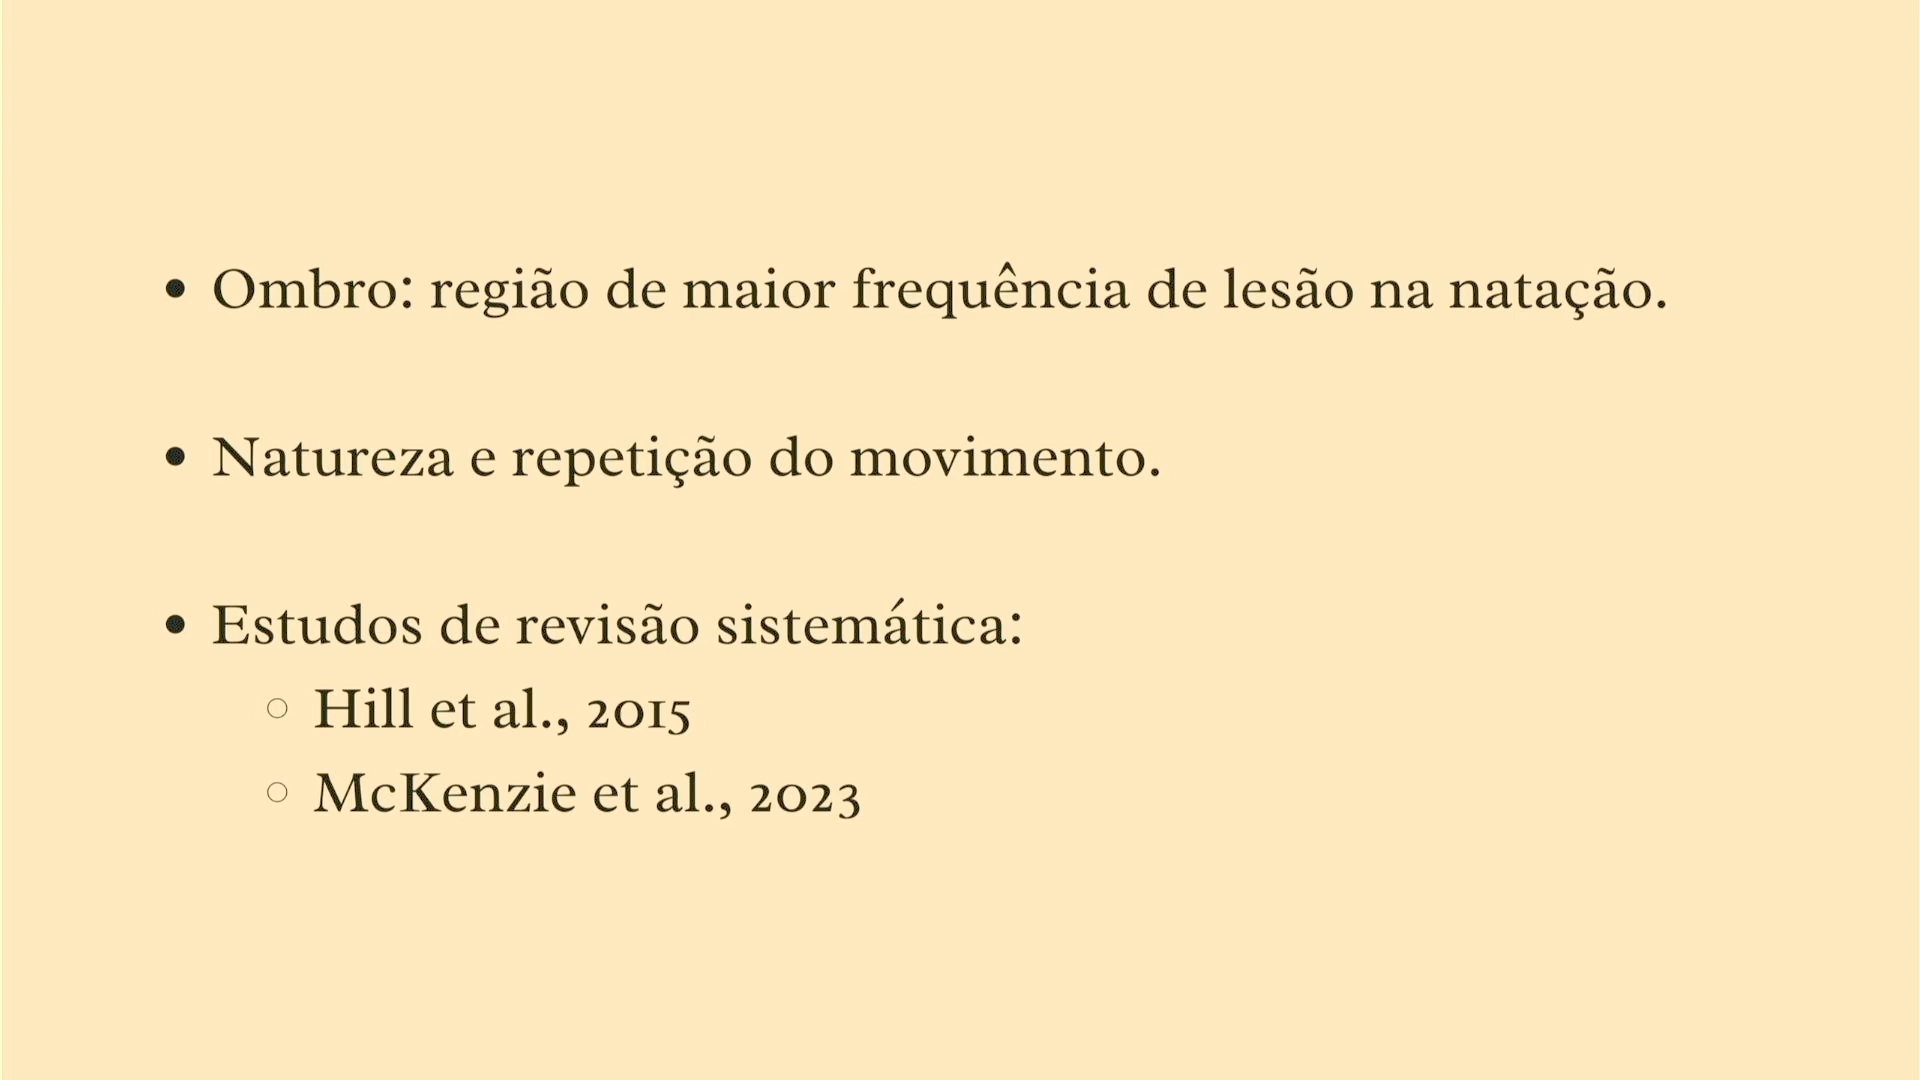 • Ombro: região de maior frequência de lesão na natação.
• Natureza e repetição do movimento.
• Estudos de revisão sistemática:
○ Hill et al., 2015
○ McKenzie et al., 2023